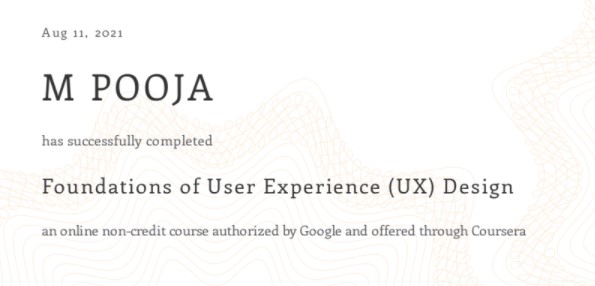 Aug 11, 2021
M POOJA
has successfully completed
Foundations of User Experience (UX) Design
an online non-credit course authorized by Google and offered through Coursera